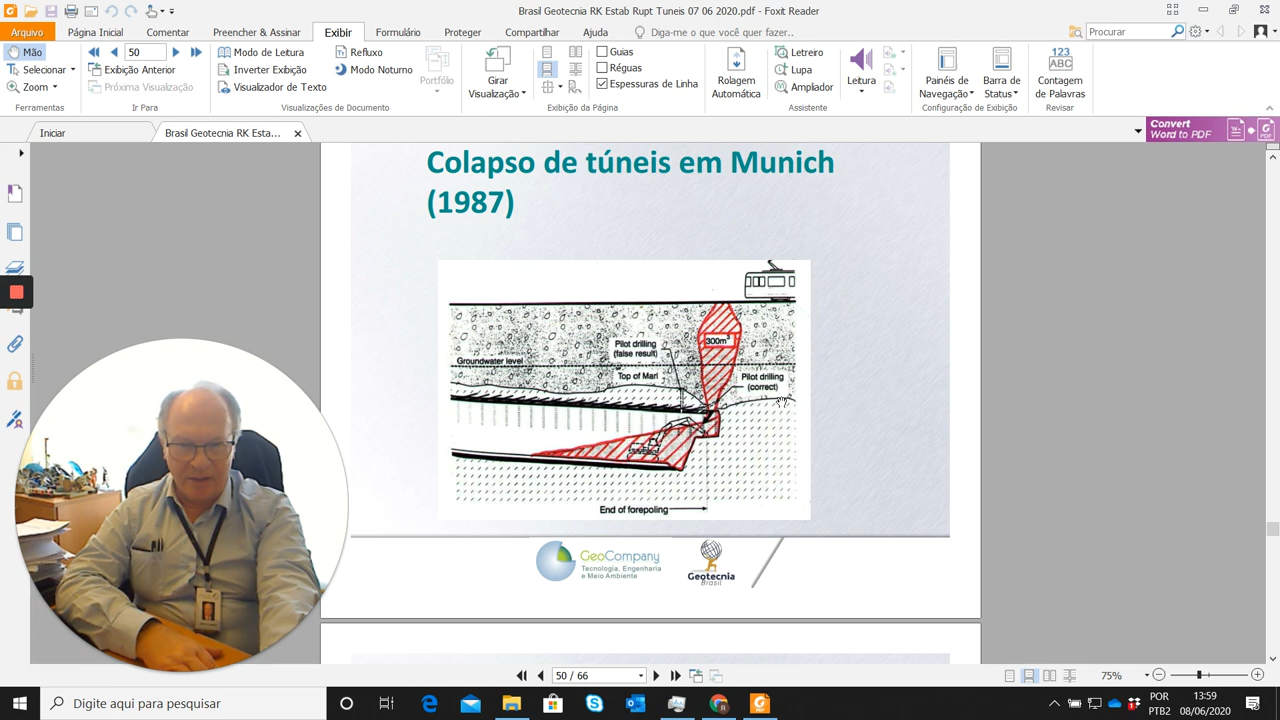 Brasil Geotecnia RK Estab Rupt Tuneis 07 06 2020.pdf - Foxit Reader
Arquivo Página Inicial Comentar Preencher & Assinar Exibir Formulário Proteger Compartilhar Ajuda Diga-me o que você quer fazer.. Procurar
Mão 50 Modo de Leitura Refluxo Guias Letreiro
Selecionar Exibição Anterior Inverter Exibição Modo Noturno Réguas Lupa
Zoom Próxima Visualização Visualizador de Texto Espessuras de Linha Ampliador
Portfólio Girar Visualização Rolagem Automática Leitura Painéis de Navegação Barra de Status 123 ABC Contagem de Palavras
Ferramentas Ir Para Visualizações de Documento Exibição da Página Assistente Configuração de Exibição Revisar
Iniciar Brasil Geotecnia RK Esta...
Convert
Word to PDF
Colapso de túneis em Munich
(1987)
300m³
Pilot drilling
(false result)
Groundwater level
Top of Marl
Pilot drilling
(correct)
End of forepoling
GeoCompany
Tecnologia, Engenharia
e Meio Ambiente
Geotecnia
Brasil
50 / 66 75%
Digite aqui para pesquisar
POR
PTB2
13:59
08/06/2020